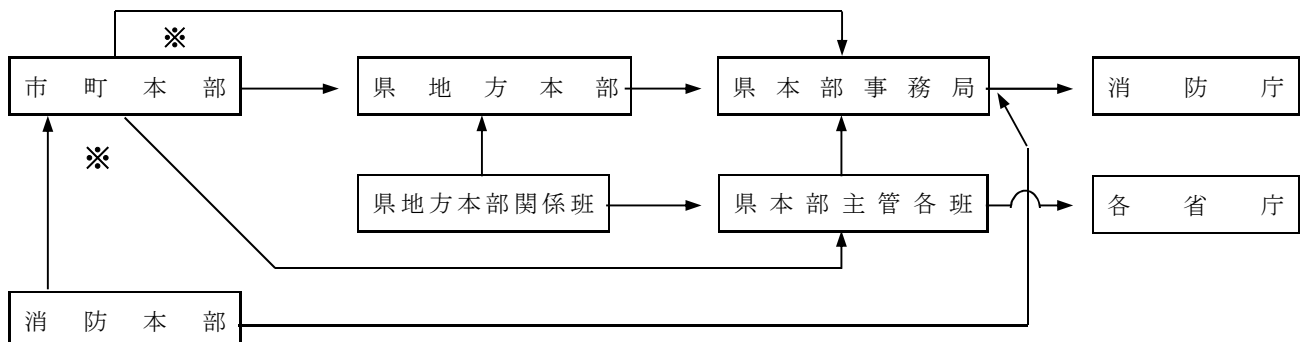 ※
市町本部
県地方本部
県本部事務局
消防庁
※
県地方本部関係班
県本部主管各班
各省庁
消防本部